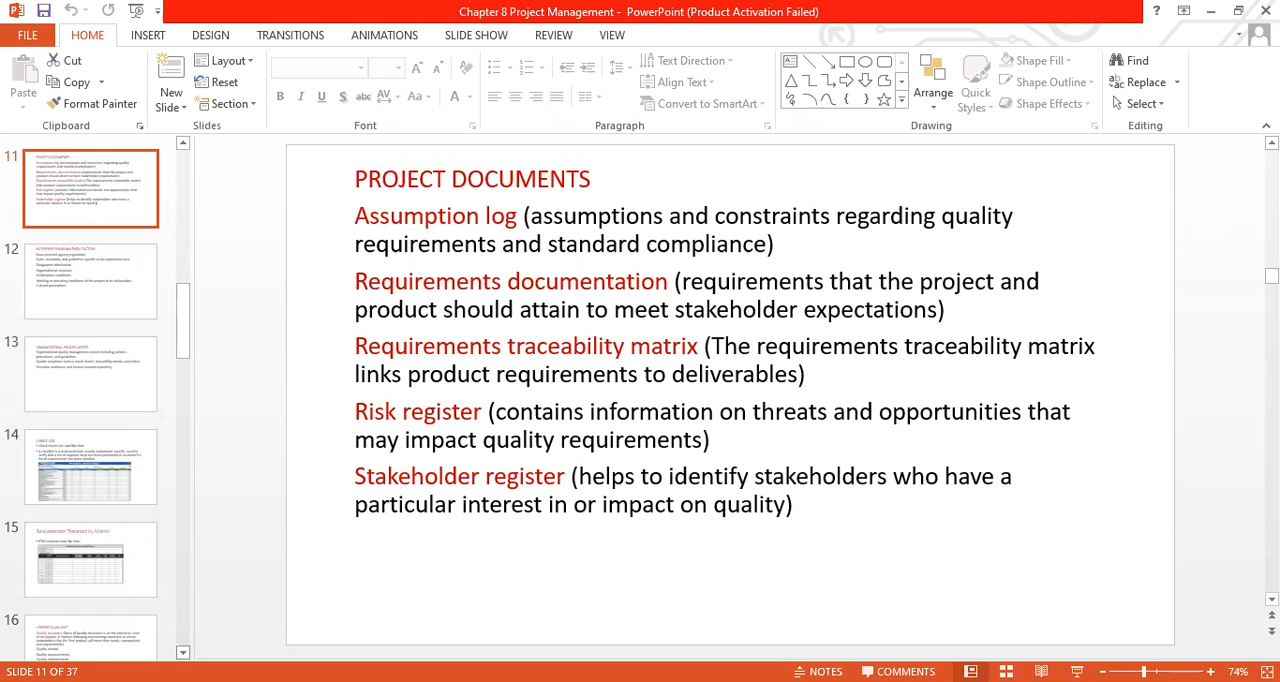 Chapter 8 Project Management - PowerPoint (Product Activation Failed)
?
FILE HOME INSERT DESIGN TRANSITIONS ANIMATIONS SLIDE SHOW REVIEW VIEW
Paste
Cut
Copy
Format Painter
Clipboard
New
Slide
Layout
Reset
Section
Slides
B I U S abc AV Aa A
Font
Text Direction
Align Text
Convert to SmartArt
Paragraph
Arrange
Quick
Styles
Shape Fill
Shape Outline
Shape Effects
Drawing
Find
Replace
Select
Editing
11
12
13
14
15
16
PROJECT DOCUMENTS
Assumption log (assumptions and constraints regarding quality
requirements and standard compliance)
Requirements documentation (requirements that the project and
product should attain to meet stakeholder expectations)
Requirements traceability matrix (The requirements traceability matrix
links product requirements to deliverables)
Risk register (contains information on threats and opportunities that
may impact quality requirements)
Stakeholder register (helps to identify stakeholders who have a
particular interest in or impact on quality)
SLIDE 11 OF 37
NOTES
COMMENTS
74%